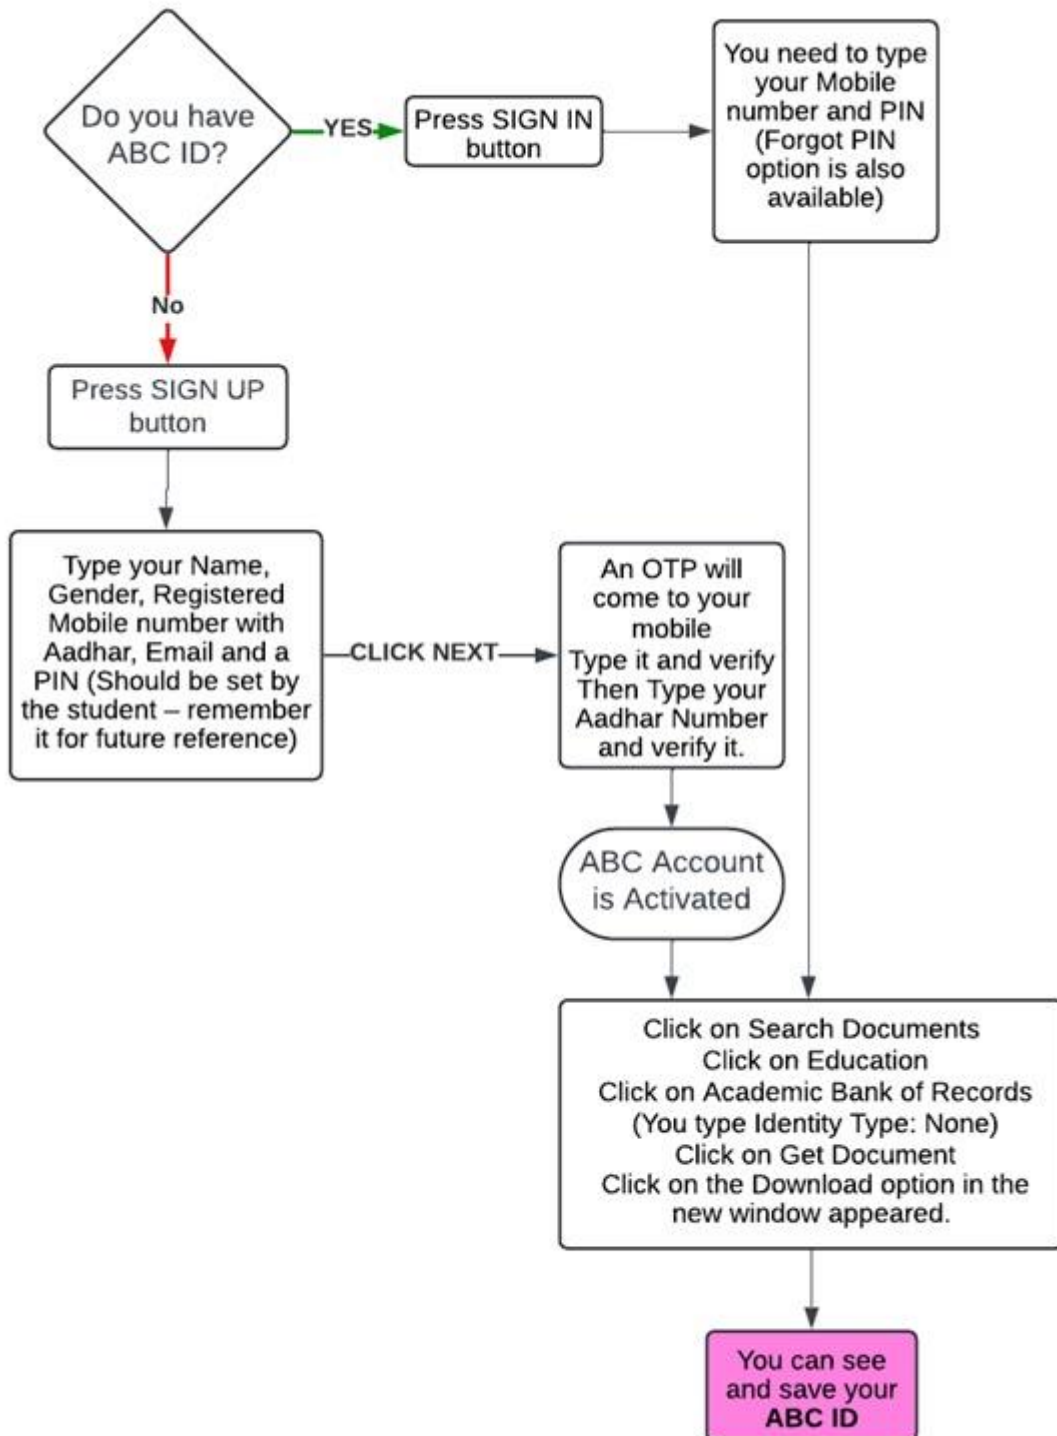 Do you have
ABC ID?
YES
Press SIGN IN
button
You need to type
your Mobile
number and PIN
(Forgot PIN
option is also
available)
No
Press SIGN UP
button
Type your Name,
Gender, Registered
Mobile number with
Aadhar, Email and a
PIN (Should be set by
the student – remember
it for future reference)
CLICK NEXT
An OTP will
come to your
mobile
Type it and verify
Then Type your
Aadhar Number
and verify it.
ABC Account
is Activated
Click on Search Documents
Click on Education
Click on Academic Bank of Records
(You type Identity Type: None)
Click on Get Document
Click on the Download option in the
new window appeared.
You can see
and save your
ABC ID